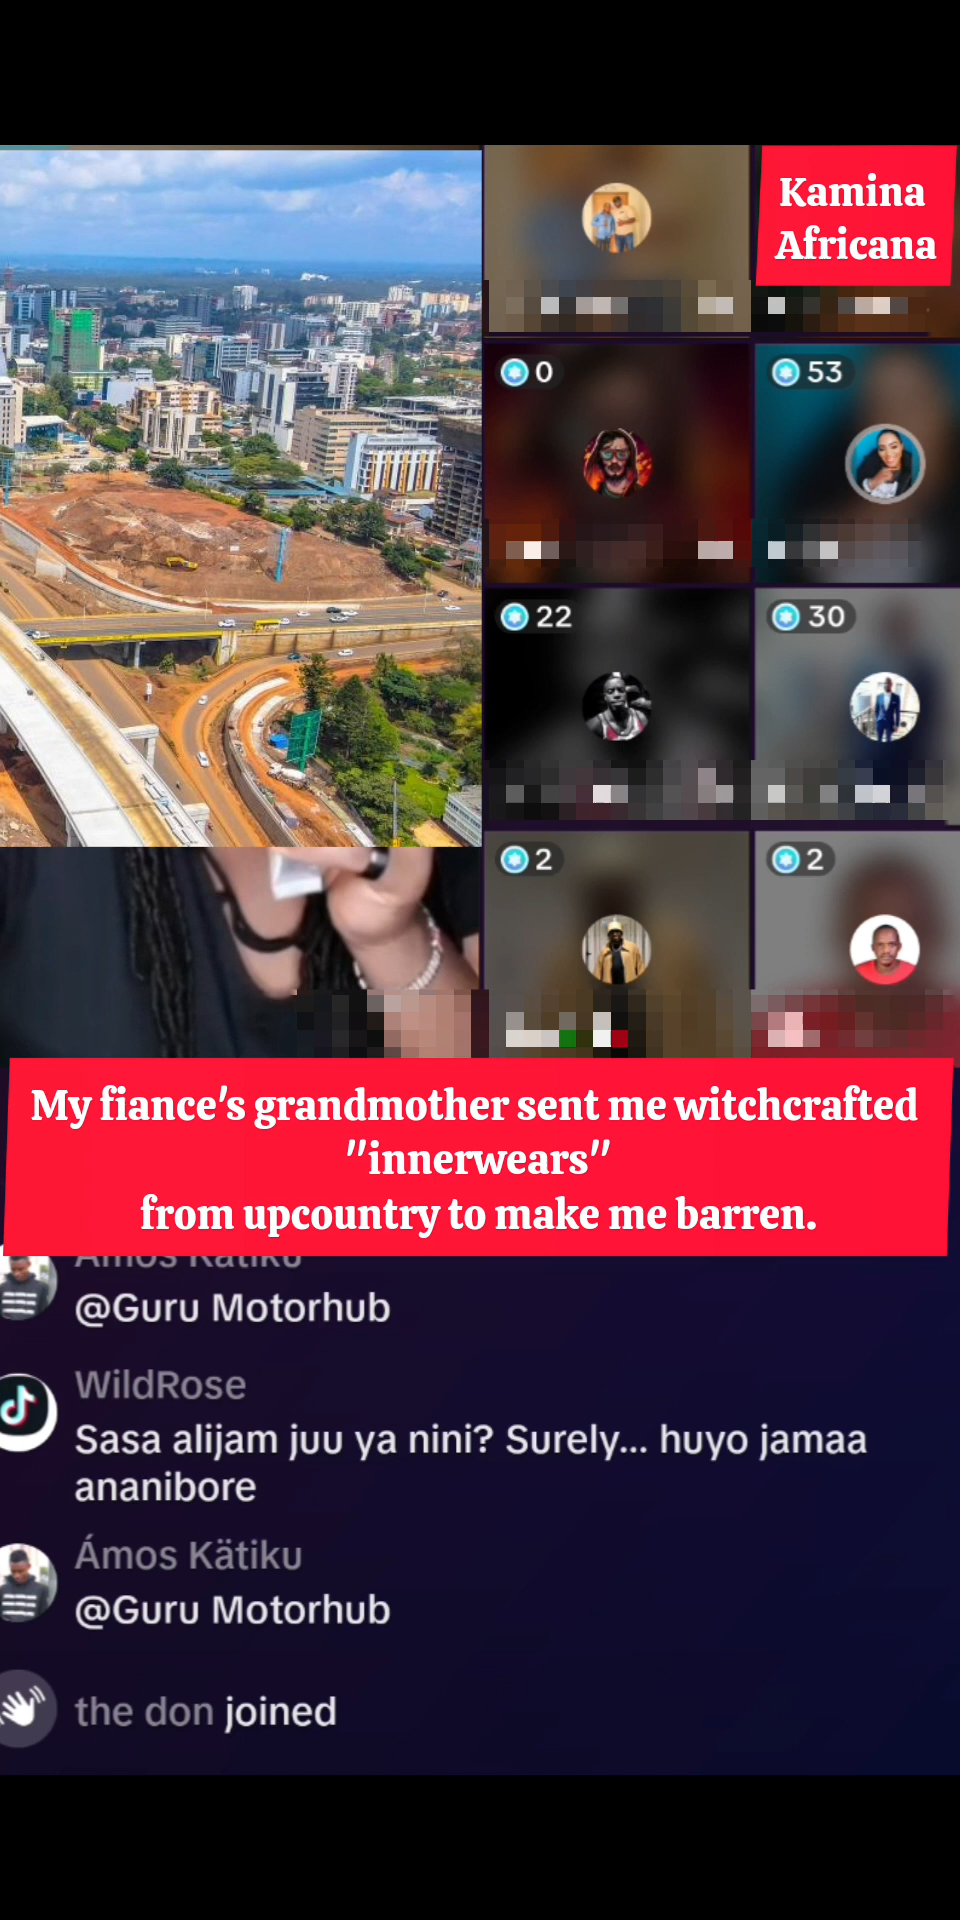 Kamina
Africana
0
53
22
30
2
2
My fiance's grandmother sent me witchcrafted
"innerwears"
from upcountry to make me barren.
Amos Katiku
@Guru Motorhub
WildRose
Sasa alijam juu ya nini? Surely... huyo jamaa
ananibore
Ámos Kätiku
@Guru Motorhub
the don joined